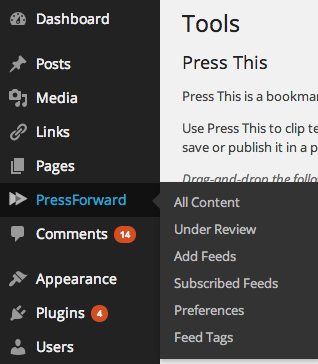 Dashboard
Posts
Media
Links
Pages
PressForward
Comments 14
Appearance
Plugins 4
Users
Tools
Press This
Press This is a bookma
Use Press This to clip te
save or publish it in a p
Drag-and-drop the follo
All Content
Under Review
Add Feeds
Subscribed Feeds
Preferences
Feed Tags